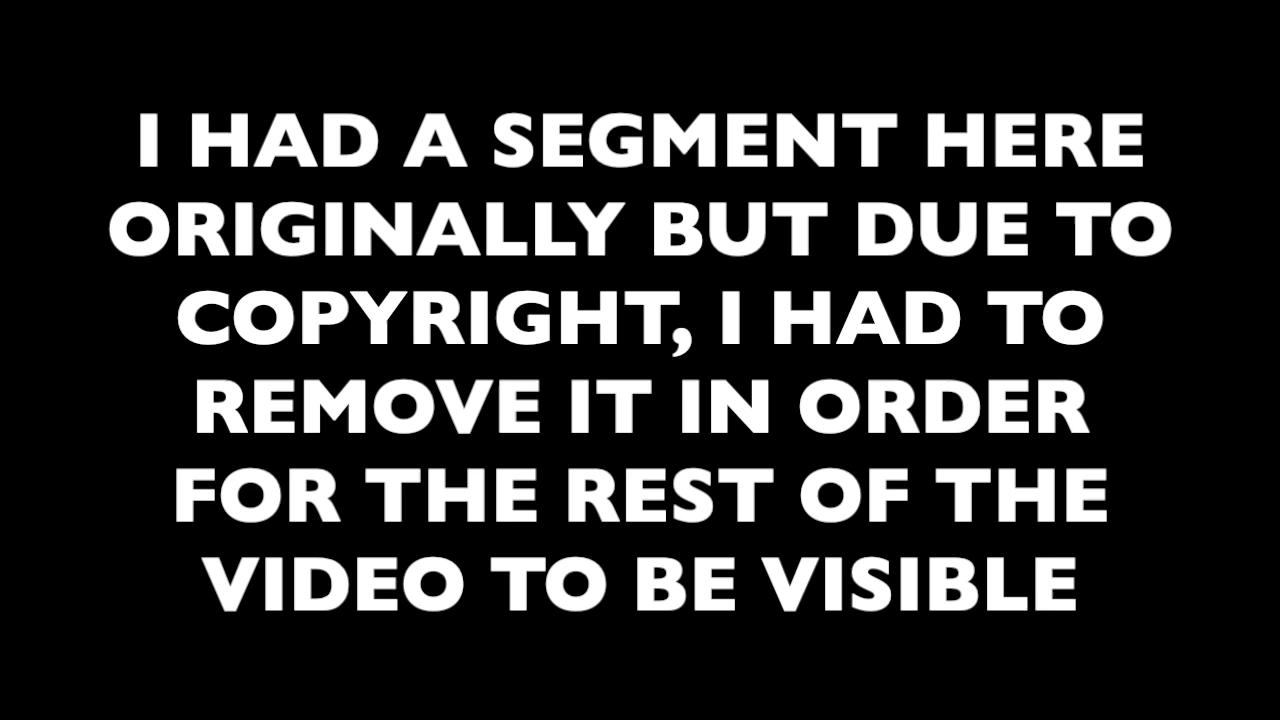 I HAD A SEGMENT HERE
ORIGINALLY BUT DUE TO
COPYRIGHT, I HAD TO
REMOVE IT IN ORDER
FOR THE REST OF THE
VIDEO TO BE VISIBLE